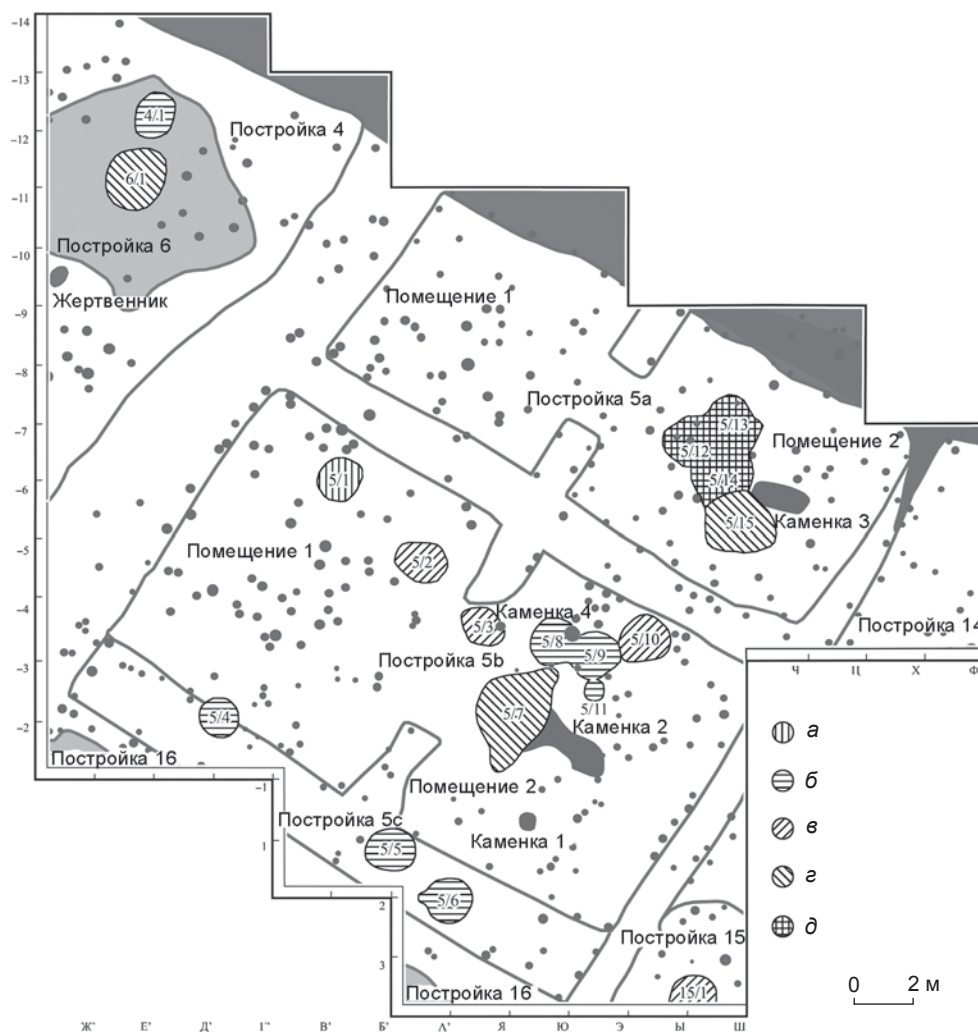 -14
-13
4/1
Постройка 4
-12
6/1
-11
Постройка 6
-10
Жертвенник
Помещение 1
-9
-8
Постройка 5a
-7
5/13
Помещение 2
5/12
5/14
-6
5/1
Каменка 3
5/15
Помещение 1
-5
5/2
-4
Каменка 4
5/3
5/8
5/10
Постройка 14
5/9
Постройка 5b
-3
Ч Ц Х Ф
5/11
5/4
5/7
Каменка 2
-2
а
Постройка 16
б
-1
Помещение 2
Постройка 5c
Каменка 1
в
1
5/5
г
2
5/6
д
Постройка 15
3
Постройка 16
15/1
0 2 м
Ж' Е' Д' Г' В' Б' А' Я Ю Э Ы Ш